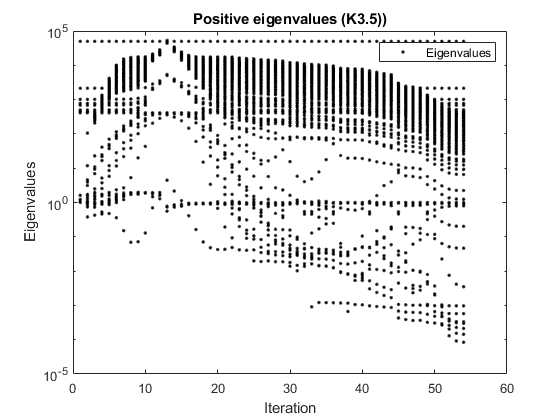 Positive eigenvalues (K3.5))
10^5
Eigenvalues
Eigenvalues
10^0
10^-5
0 10 20 30 40 50 60
Iteration